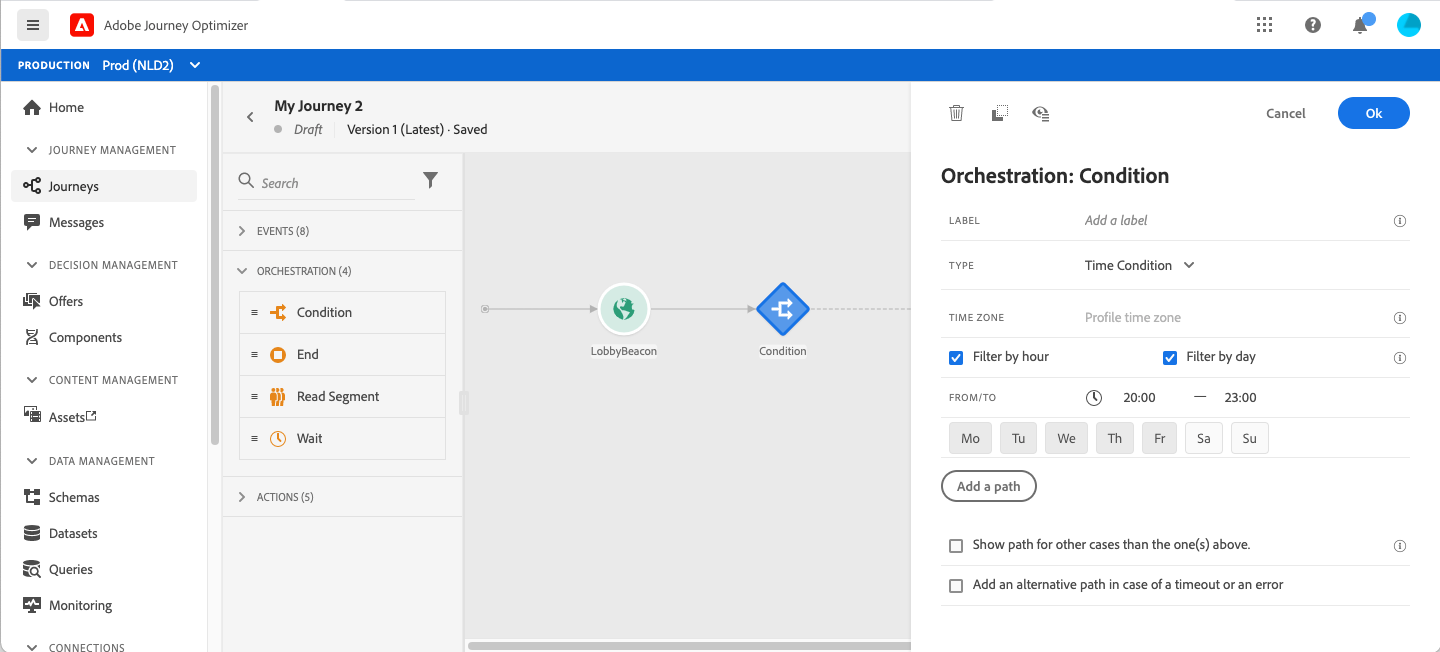 Adobe Journey Optimizer
PRODUCTION Prod (NLD2)
Home
JOURNEY MANAGEMENT
Journeys
Messages
DECISION MANAGEMENT
Offers
Components
CONTENT MANAGEMENT
Assets
DATA MANAGEMENT
Schemas
Datasets
Queries
Monitoring
CONNECTIONS
My Journey 2
Draft Version 1 (Latest) · Saved
Search
EVENTS (8)
ORCHESTRATION (4)
Condition
End
Read Segment
Wait
ACTIONS (5)
LobbyBeacon
Condition
Cancel Ok
Orchestration: Condition
LABEL Add a label
TYPE Time Condition
TIME ZONE Profile time zone
Filter by hour Filter by day
FROM/TO 20:00 — 23:00
Mo Tu We Th Fr Sa Su
Add a path
Show path for other cases than the one(s) above.
Add an alternative path in case of a timeout or an error